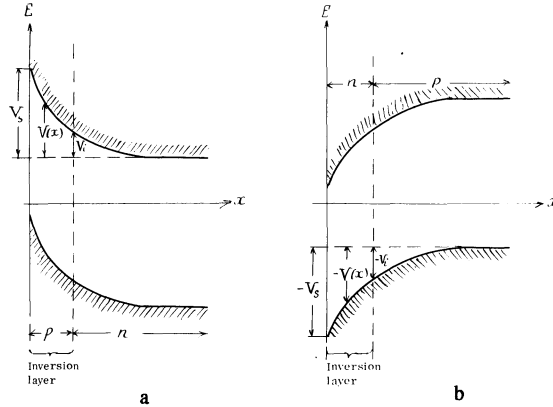 E
V_s
V(x)
V_i
x
p n
Inversion
layer
a
E
n p
x
-V_s
-V(x)
-V_i
Inversion
layer
b